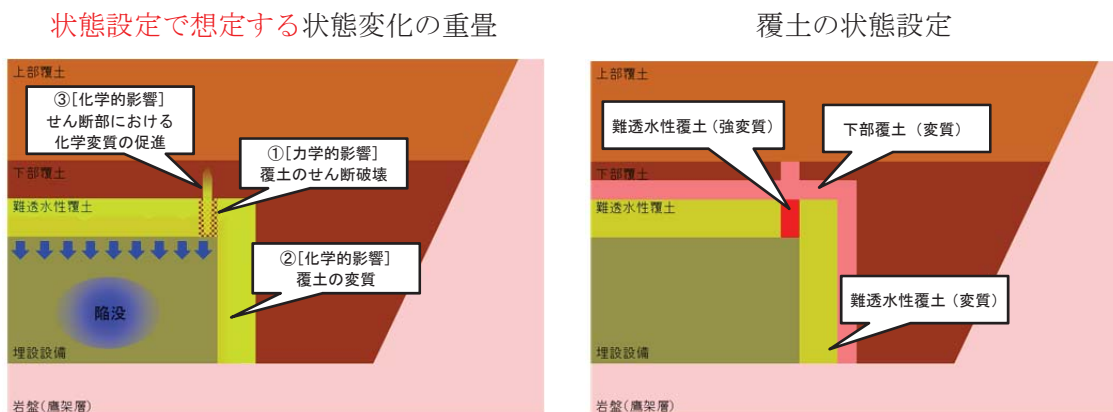 状態設定で想定する状態変化の重畳
上部覆土
③[化学的影響]
せん断部における
化学変質の促進
①[力学的影響]
覆土のせん断破壊
下部覆土
難透水性覆土
②[化学的影響]
覆土の変質
陥没
埋設設備
岩盤(鷹架層)
覆土の状態設定
上部覆土
難透水性覆土(強変質)
下部覆土(変質)
下部覆土
難透水性覆土
難透水性覆土(変質)
埋設設備
岩盤(鷹架層)